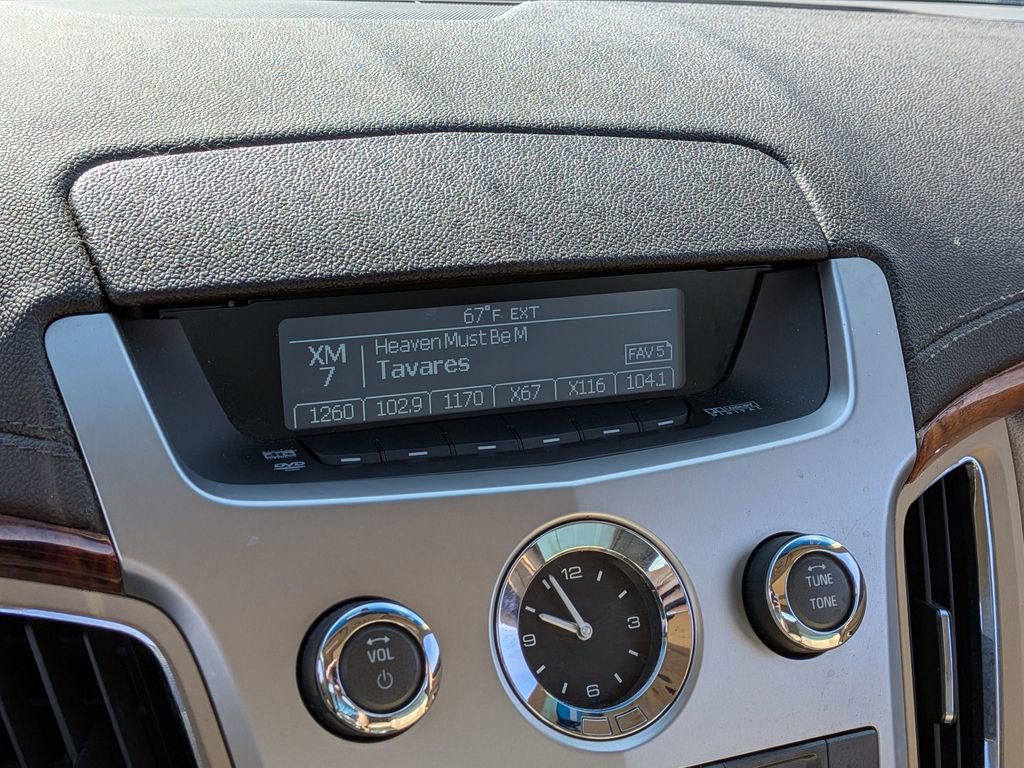 67°F EXT
XM
7
Heaven Must Be M
Tavares
FAV 5
1260 102.9 1170 X67 X116 104.1
DVD
12
3
6
9
VOL
TUNE
TONE